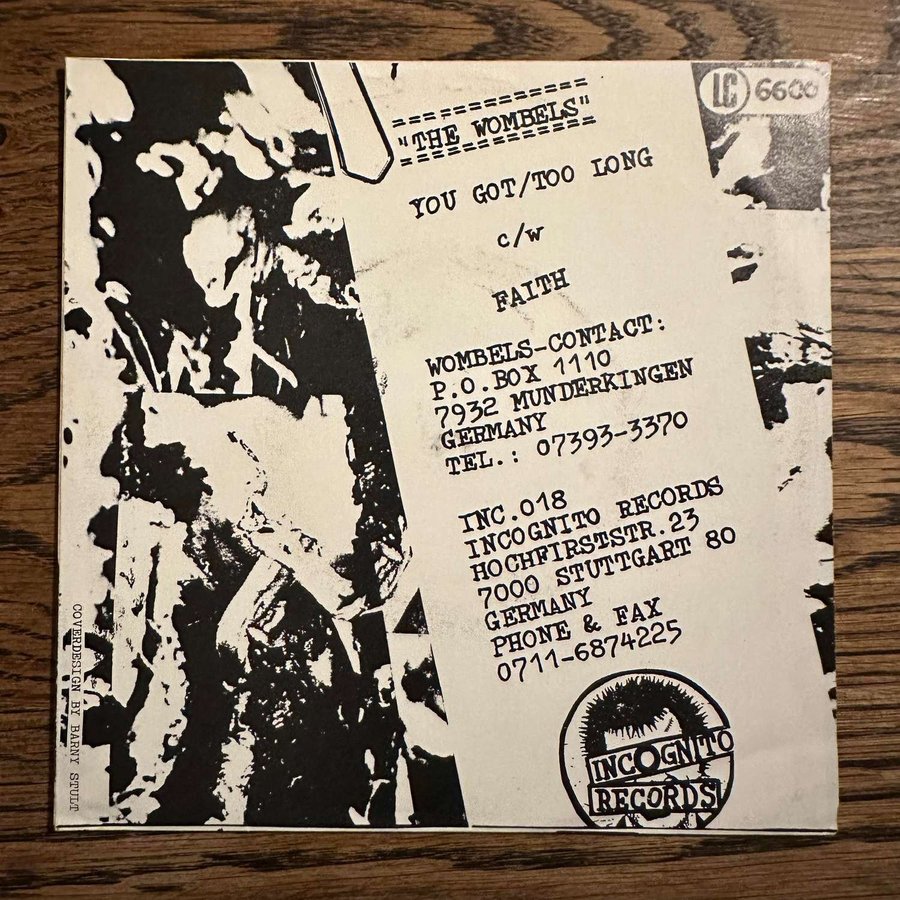 LC 6600
"THE WOMBELS"
YOU GOT/TOO LONG
c/w
FAITH
WOMBELS-CONTACT:
P.O.BOX 1110
7932 MUNDERKINGEN
GERMANY
TEL.: 07393-3370
INC.018
INCOGNITO RECORDS
HOCHFIRSTSTR.23
7000 STUTTGART 80
GERMANY
PHONE & FAX
0711-6874225
INCOGNITO
RECORDS
COVERDESIGN BY BARNY STULT